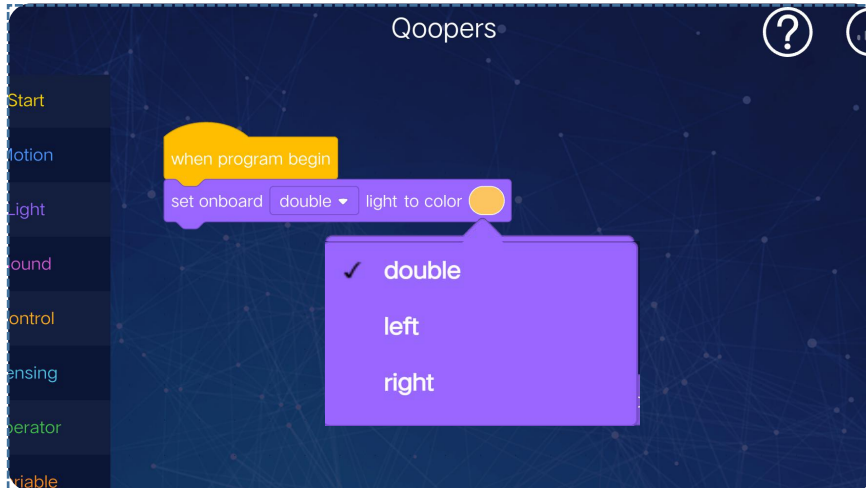 Qoopers
?
Start
Motion
Light
Sound
Control
Sensing
Operator
Variable
when program begin
set onboard double light to color
✓ double
left
right